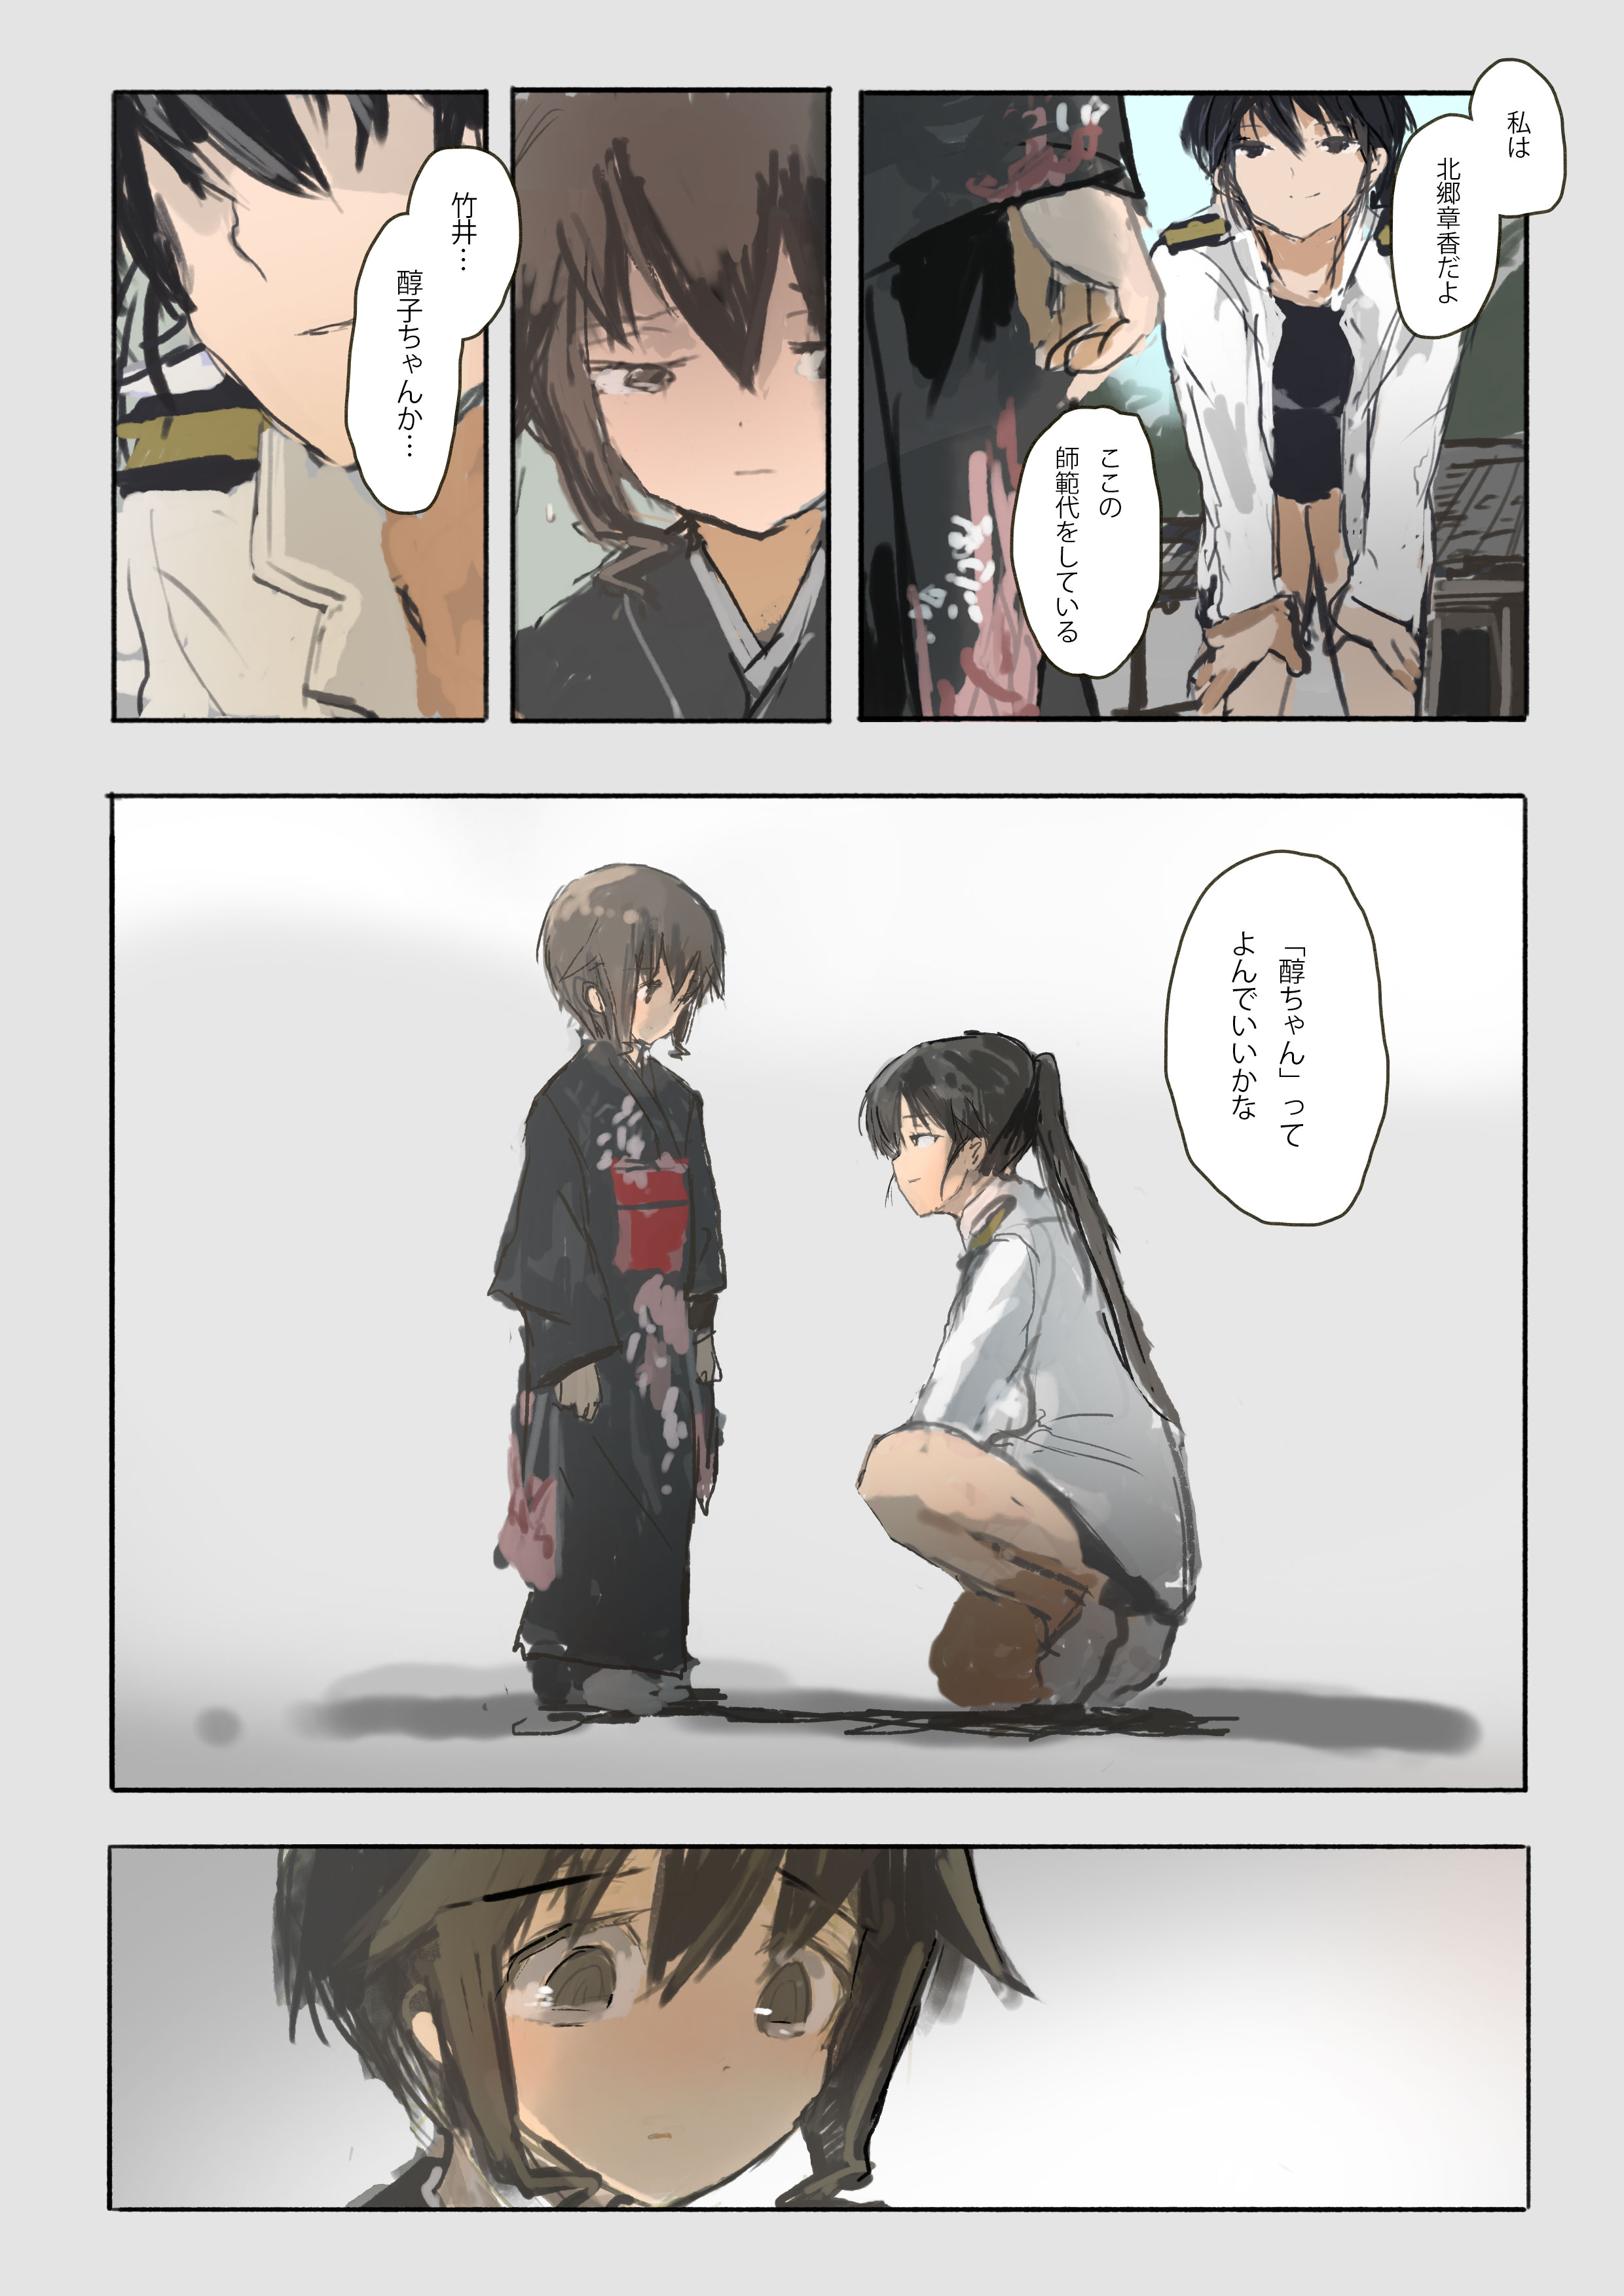 私は
北郷章香だよ
ここの
師範代をしている
竹井…
醇子ちゃんか…
「醇ちゃん」って
よんでいいかな